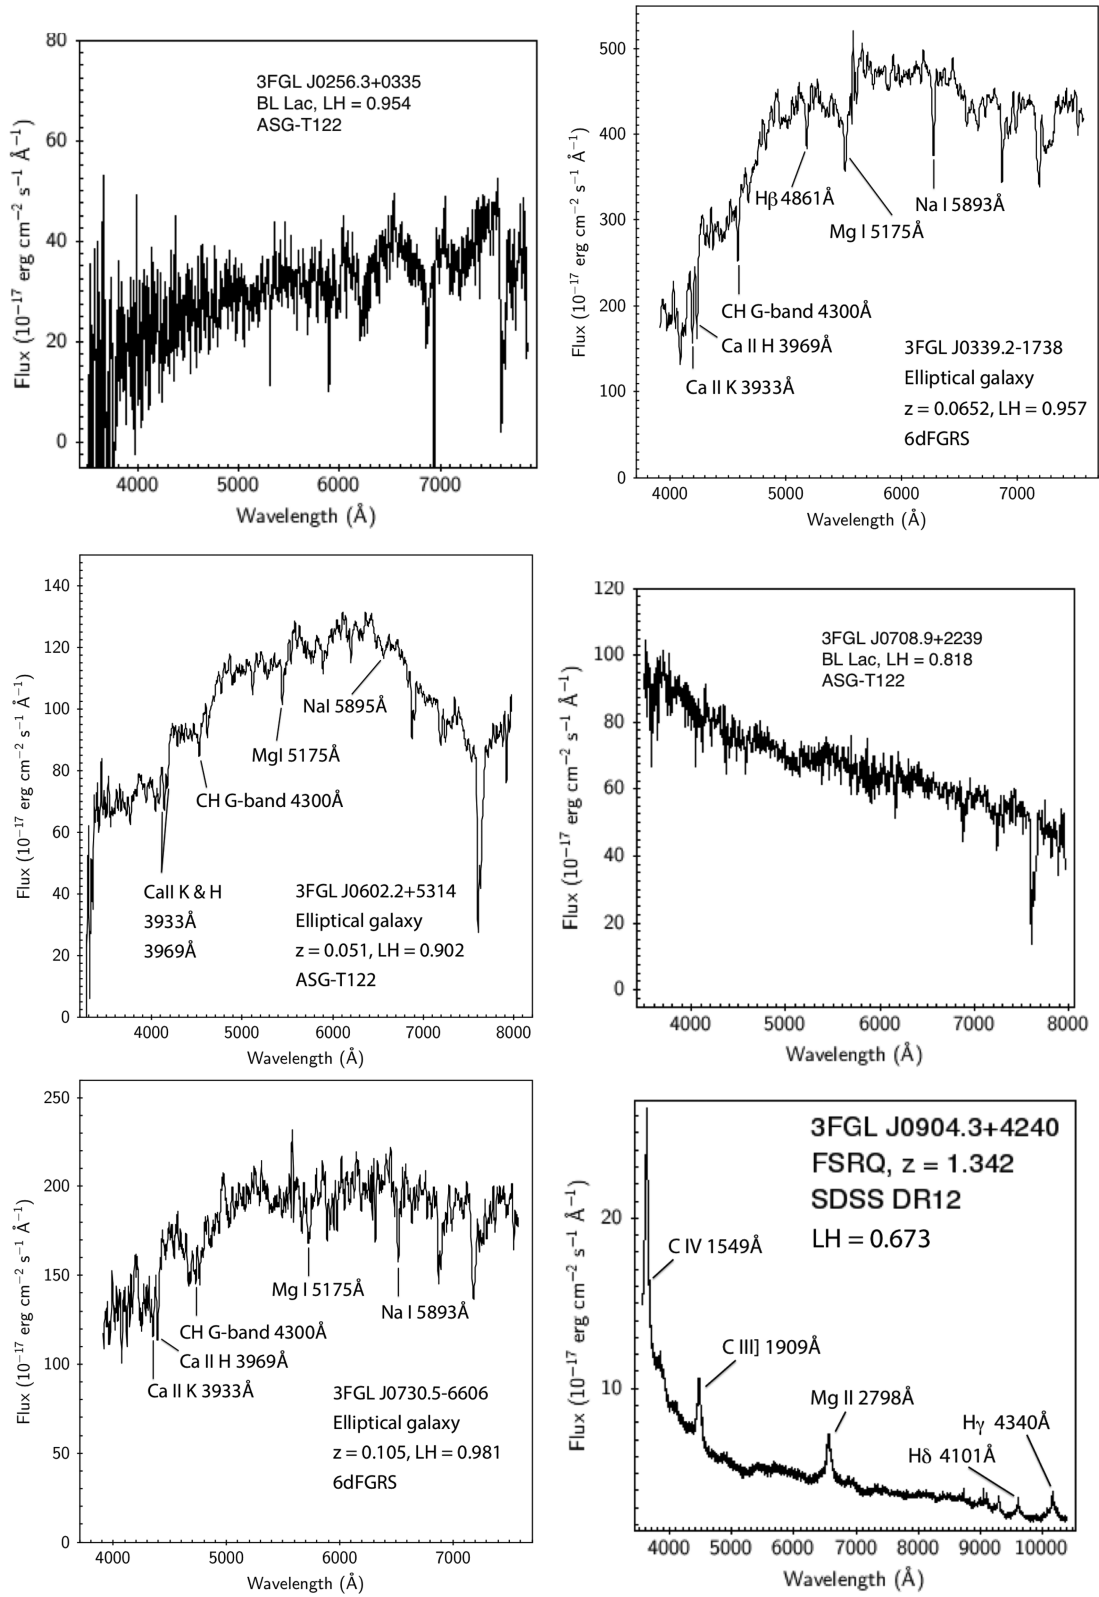 80
60
40
20
0
4000
5000
6000
7000
Flux (10−17 erg cm−2 s−1 Å−1)
Wavelength (Å)
3FGL J0256.3+0335
BL Lac, LH = 0.954
ASG-T122
500
400
300
200
100
0
4000
5000
6000
7000
Flux (10−17 erg cm−2 s−1 Å−1)
Wavelength (Å)
Hβ 4861Å
Na I 5893Å
Mg I 5175Å
CH G-band 4300Å
Ca II H 3969Å
Ca II K 3933Å
3FGL J0339.2-1738
Elliptical galaxy
z = 0.0652, LH = 0.957
6dFGRS
140
120
100
80
60
40
20
0
4000
5000
6000
7000
8000
Flux (10−17 erg cm−2 s−1 Å−1)
Wavelength (Å)
NaI 5895Å
MgI 5175Å
CH G-band 4300Å
CaII K & H
3933Å
3969Å
3FGL J0602.2+5314
Elliptical galaxy
z = 0.051, LH = 0.902
ASG-T122
120
100
80
60
40
20
0
4000
5000
6000
7000
8000
Flux (10−17 erg cm−2 s−1 Å−1)
Wavelength (Å)
3FGL J0708.9+2239
BL Lac, LH = 0.818
ASG-T122
250
200
150
100
50
0
4000
5000
6000
7000
Flux (10−17 erg cm−2 s−1 Å−1)
Wavelength (Å)
Mg I 5175Å
Na I 5893Å
CH G-band 4300Å
Ca II H 3969Å
Ca II K 3933Å
3FGL J0730.5-6606
Elliptical galaxy
z = 0.105, LH = 0.981
6dFGRS
20
10
4000
5000
6000
7000
8000
9000
10000
Flux (10−17 erg cm−2 s−1 Å−1)
Wavelength (Å)
3FGL J0904.3+4240
FSRQ, z = 1.342
SDSS DR12
LH = 0.673
C IV 1549Å
C III] 1909Å
Mg II 2798Å
Hγ 4340Å
Hδ 4101Å